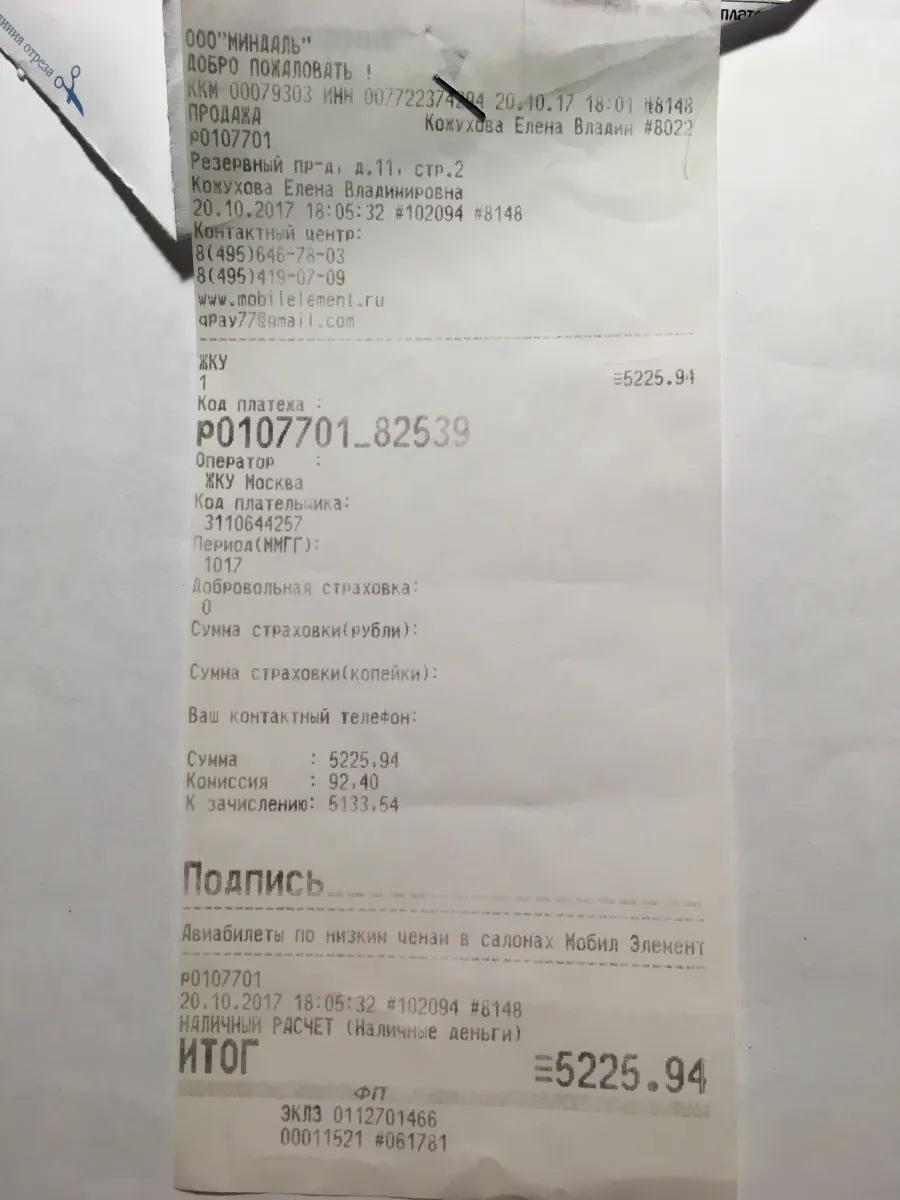 линия отреза
ООО"МИНДАЛЬ"
ДОБРО ПОЖАЛОВАТЬ !
ККМ 00079303 ИНН 007722374204 20.10.17 18:01 #8148
ПРОДАЖА Кожухова Елена Владим #8022
р0107701
Резервный пр-д, д.11, стр.2
Кожухова Елена Владимировна
20.10.2017 18:05:32 #102094 #8148
Контактный центр:
8(495)646-78-03
8(495)419-07-09
www.mobilelement.ru
qpay77@gmail.com
ЖКУ
1 ≡5225.94
Код платежа :
р0107701_82539
Оператор :
ЖКУ Москва
Код плательщика:
3110644257
Период(ММГГ):
1017
Добровольная страховка:
0
Сумма страховки(рубли):
Сумма страховки(копейки):
Ваш контактный телефон:
Сумма : 5225.94
Комиссия : 92,40
К зачислению: 5133.54
Подпись
Авиабилеты по низким ценам в салонах Мобил Элемент
р0107701
20.10.2017 18:05:32 #102094 #8148
НАЛИЧНЫЙ РАСЧЕТ (Наличные деньги)
ИТОГ ≡5225.94
ФП
ЭКЛЗ 0112701466
00011521 #061781